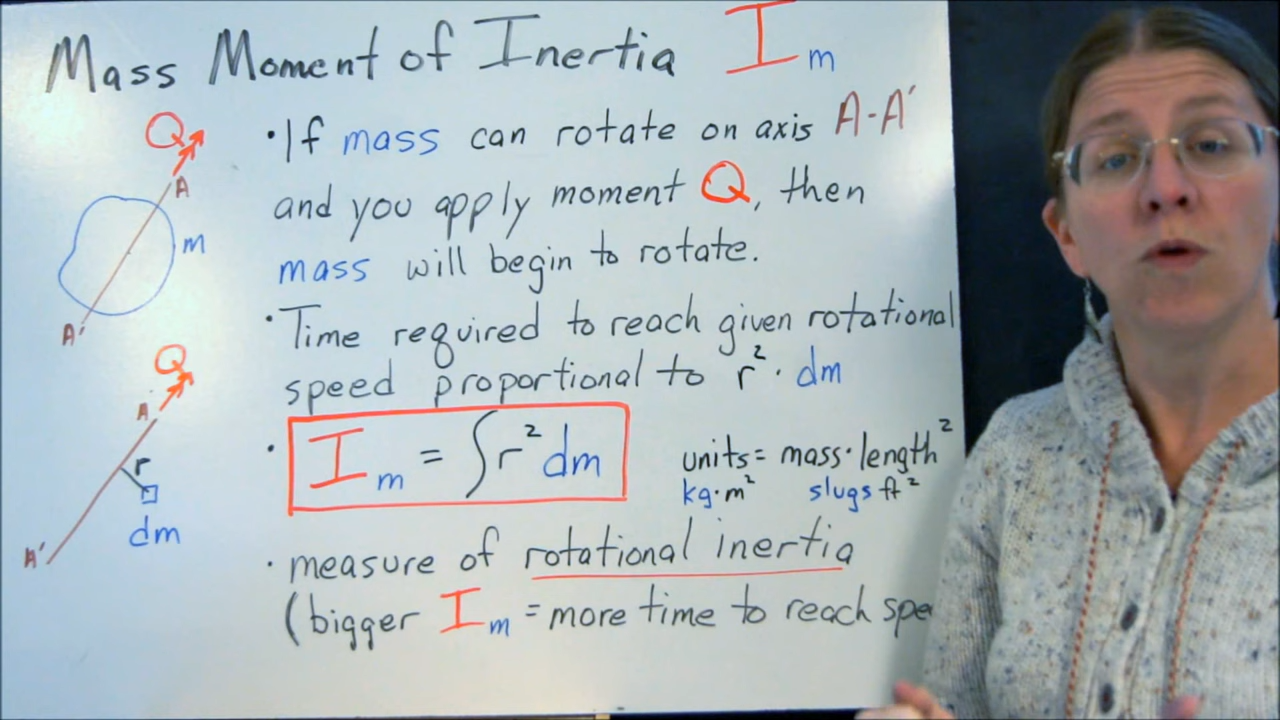 Mass Moment of Inertia I m
• If mass can rotate on axis A-A'
and you apply moment Q, then
mass will begin to rotate.
• Time required to reach given rotational
speed proportional to r² · dm
• I m = ∫ r² dm
units = mass · length²
kg·m² slugs ft²
• measure of rotational inertia
(bigger I m = more time to reach spe
Q
A
m
A'
Q
A
r
dm
A'